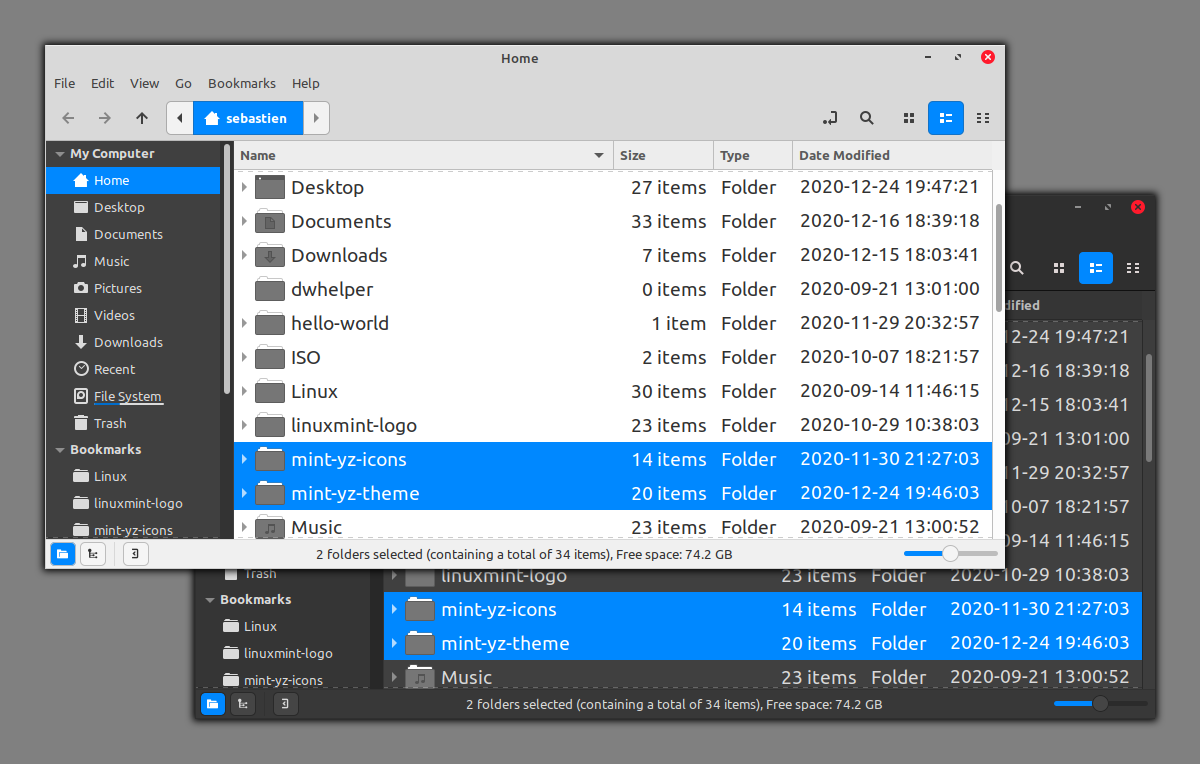 Home
File Edit View Go Bookmarks Help
sebastien
My Computer
Home
Desktop
Documents
Music
Pictures
Videos
Downloads
Recent
File System
Trash
Bookmarks
Linux
linuxmint-logo
mint-yz-icons
Name Size Type Date Modified
Desktop 27 items Folder 2020-12-24 19:47:21
Documents 33 items Folder 2020-12-16 18:39:18
Downloads 7 items Folder 2020-12-15 18:03:41
dwhelper 0 items Folder 2020-09-21 13:01:00
hello-world 1 item Folder 2020-11-29 20:32:57
ISO 2 items Folder 2020-10-07 18:21:57
Linux 30 items Folder 2020-09-14 11:46:15
linuxmint-logo 23 items Folder 2020-10-29 10:38:03
mint-yz-icons 14 items Folder 2020-11-30 21:27:03
mint-yz-theme 20 items Folder 2020-12-24 19:46:03
Music 23 items Folder 2020-09-21 13:00:52
2 folders selected (containing a total of 34 items), Free space: 74.2 GB
dified
12-24 19:47:21
12-16 18:39:18
12-15 18:03:41
09-21 13:01:00
11-29 20:32:57
10-07 18:21:57
09-14 11:46:15
Trash
Bookmarks
Linux
linuxmint-logo
mint-yz-icons
linuxmint-logo 23 items Folder 2020-10-29 10:38:03
mint-yz-icons 14 items Folder 2020-11-30 21:27:03
mint-yz-theme 20 items Folder 2020-12-24 19:46:03
Music 23 items Folder 2020-09-21 13:00:52
2 folders selected (containing a total of 34 items), Free space: 74.2 GB